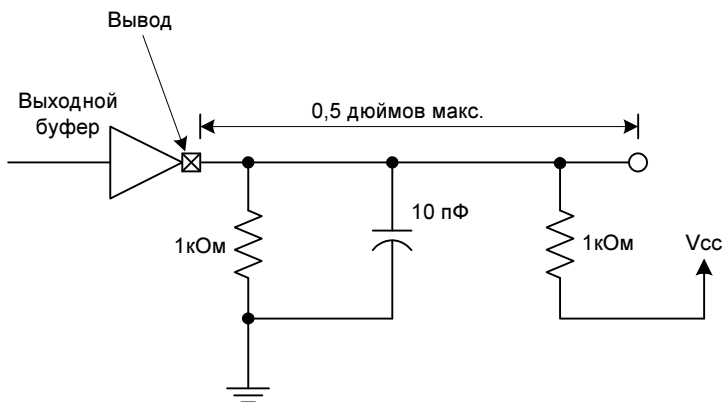 Вывод
Выходной
буфер
0,5 дюймов макс.
10 пФ
1кОм
1кОм
Vcc